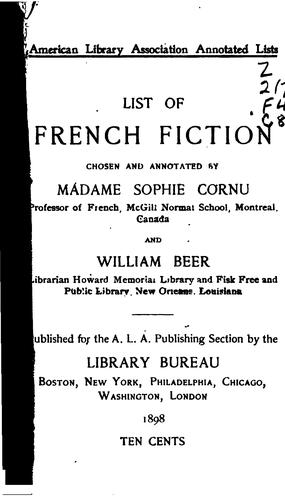 American Library Association Annotated Lists
LIST OF
FRENCH FICTION
CHOSEN AND ANNOTATED BY
MADAME SOPHIE CORNU
Professor of French, McGill Normal School, Montreal,
Canada
AND
WILLIAM BEER
Librarian Howard Memorial Library and Fisk Free and
Public Library, New Orleans, Louisiana
Published for the A. L. A. Publishing Section by the
LIBRARY BUREAU
BOSTON, NEW YORK, PHILADELPHIA, CHICAGO,
WASHINGTON, LONDON
1898
TEN CENTS